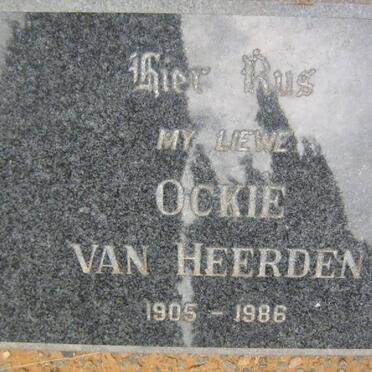 Hier Rus
MY LIEWE
OCKIE
VAN HEERDEN
1905 - 1986